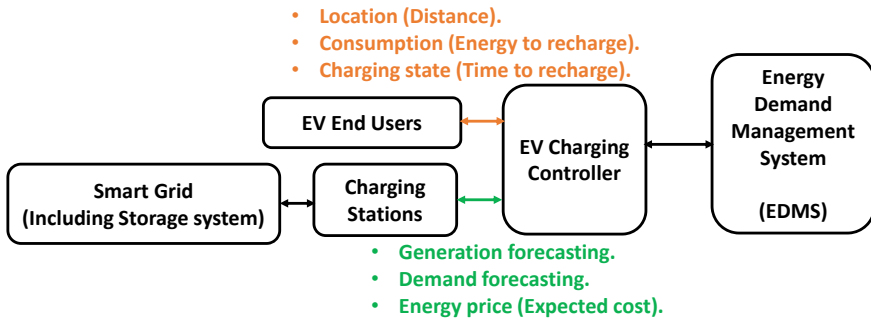 • Location (Distance).
• Consumption (Energy to recharge).
• Charging state (Time to recharge).
EV End Users
Smart Grid
(Including Storage system)
Charging
Stations
EV Charging
Controller
Energy
Demand
Management
System
(EDMS)
• Generation forecasting.
• Demand forecasting.
• Energy price (Expected cost).